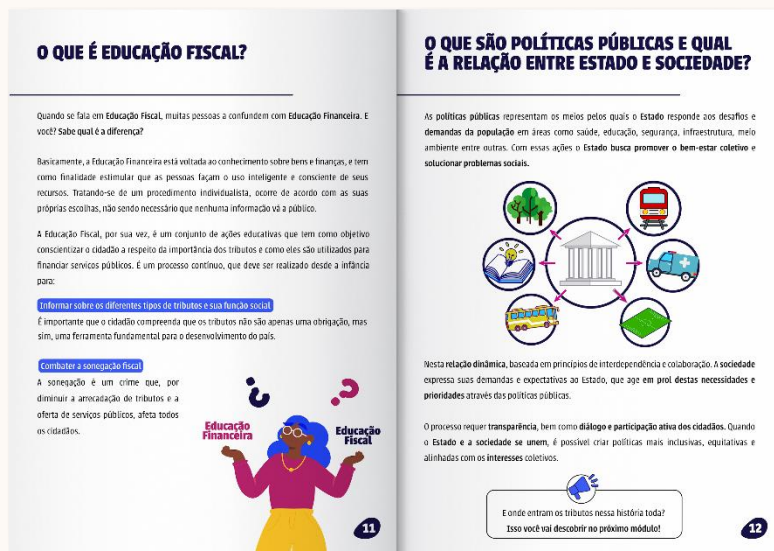 O QUE É EDUCAÇÃO FISCAL?
Quando se fala em Educação Fiscal, muitas pessoas a confundem com Educação Financeira. E
você? Sabe qual é a diferença?
Basicamente, a Educação Financeira está voltada ao conhecimento sobre bens e finanças, e tem
como finalidade estimular que as pessoas façam o uso inteligente e consciente de seus
recursos. Tratando-se de um procedimento individualista, ocorre de acordo com as suas
próprias escolhas, não sendo necessário que nenhuma informação vá a público.
A Educação Fiscal, por sua vez, é um conjunto de ações educativas que tem como objetivo
conscientizar o cidadão a respeito da importância dos tributos e como eles são utilizados para
financiar serviços públicos. É um processo contínuo, que deve ser realizado desde a infância
para:
Informar sobre os diferentes tipos de tributos e sua função social
É importante que o cidadão compreenda que os tributos não são apenas uma obrigação, mas
sim, uma ferramenta fundamental para o desenvolvimento do país.
Combater a sonegação fiscal
A sonegação é um crime que, por
diminuir a arrecadação de tributos e a
oferta de serviços públicos, afeta todos
os cidadãos.
? ?
Educação
Financeira
Educação
Fiscal
11
O QUE SÃO POLÍTICAS PÚBLICAS E QUAL
É A RELAÇÃO ENTRE ESTADO E SOCIEDADE?
As políticas públicas representam os meios pelos quais o Estado responde aos desafios e
demandas da população em áreas como saúde, educação, segurança, infraestrutura, meio
ambiente entre outras. Com essas ações o Estado busca promover o bem-estar coletivo e
solucionar problemas sociais.
Nesta relação dinâmica, baseada em princípios de interdependência e colaboração. A sociedade
expressa suas demandas e expectativas ao Estado, que age em prol destas necessidades e
prioridades através das políticas públicas.
O processo requer transparência, bem como diálogo e participação ativa dos cidadãos. Quando
o Estado e a sociedade se unem, é possível criar políticas mais inclusivas, equitativas e
alinhadas com os interesses coletivos.
E onde entram os tributos nessa história toda?
Isso você vai descobrir no próximo módulo!
12